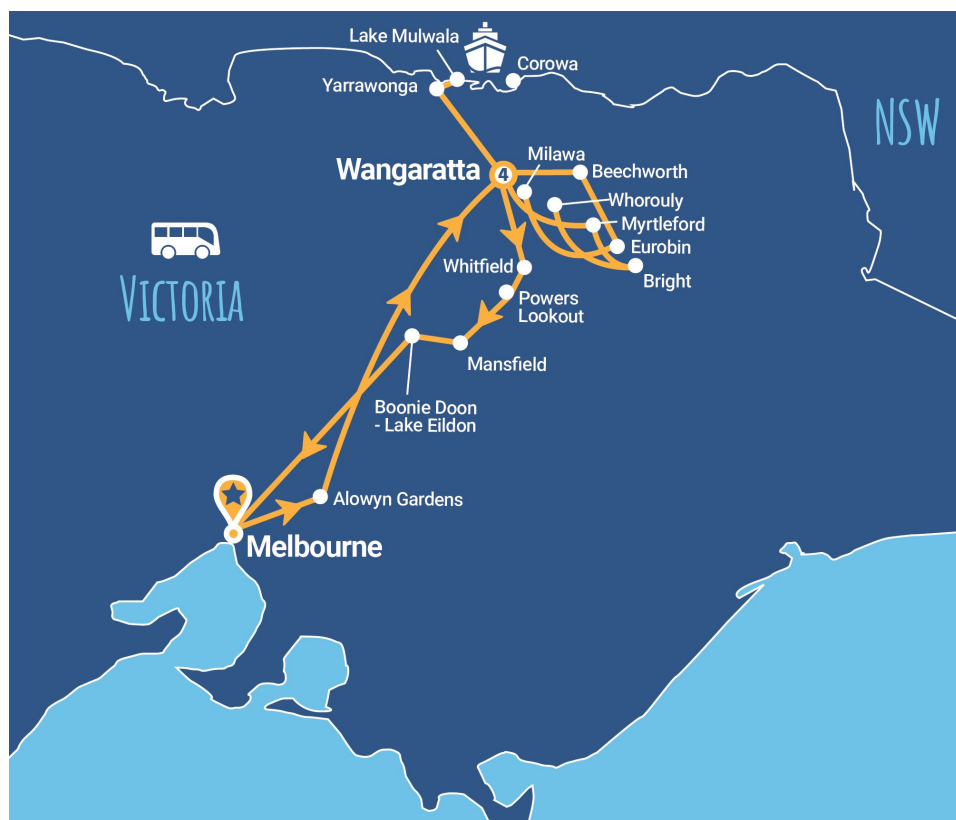 Lake Mulwala
Corowa
Yarrawonga
NSW
Milawa
Wangaratta
4
Beechworth
Whorouly
Myrtleford
Eurobin
Whitfield
Bright
VICTORIA
Powers
Lookout
Mansfield
Boonie Doon
- Lake Eildon
Alowyn Gardens
Melbourne